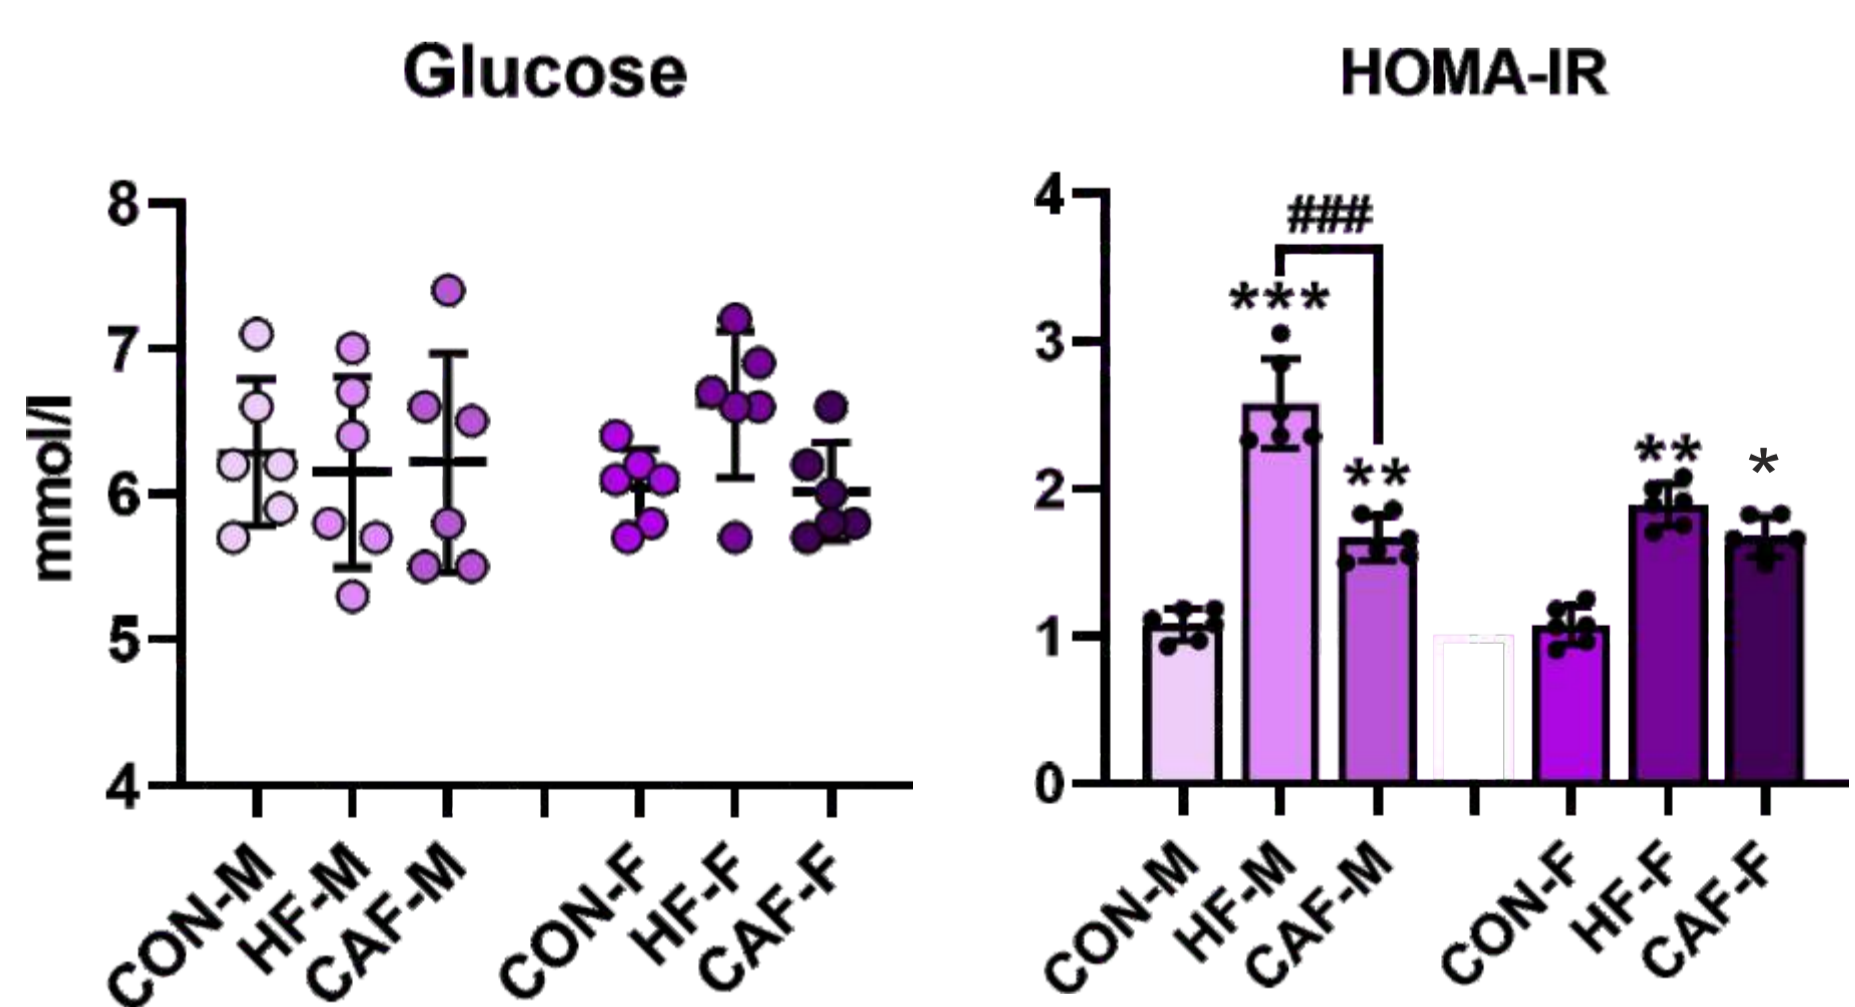 Glucose
8
7
6
5
4
mmol/l
CON-M
HF-M
CAF-M
CON-F
HF-F
CAF-F
HOMA-IR
4
3
2
1
0
###
***
**
**
*
CON-M
HF-M
CAF-M
CON-F
HF-F
CAF-F